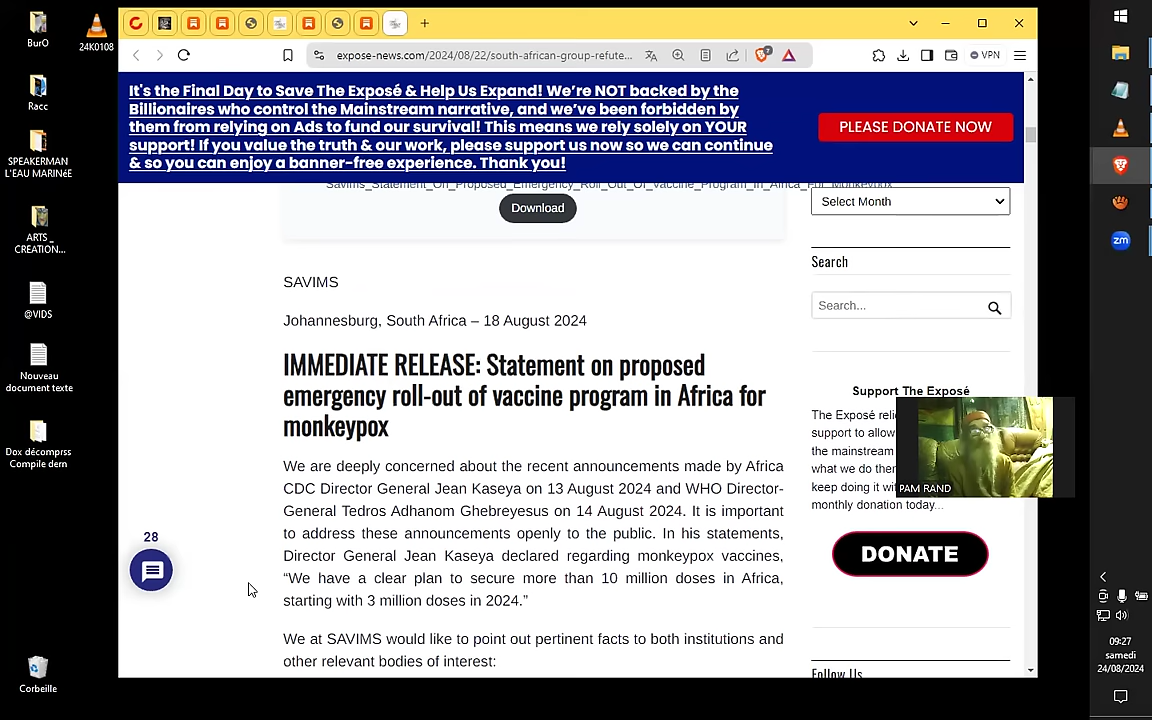 BurO
24K0108
Racc
SPEAKERMAN
L'EAU MARINéE
ARTS _
CREATION...
@VIDS
Nouveau
document texte
Dox décomprss
Compile dern
Corbeille
expose-news.com/2024/08/22/south-african-group-refute...
VPN
It's the Final Day to Save The Exposé & Help Us Expand! We're NOT backed by the
Billionaires who control the Mainstream narrative, and we've been forbidden by
them from relying on Ads to fund our survival! This means we rely solely on YOUR
support! If you value the truth & our work, please support us now so we can continue
& so you can enjoy a banner-free experience. Thank you!
PLEASE DONATE NOW
Savims_Statement_On_Proposed_Emergency_Roll_Out_Of_Vaccine_Program_In_Africa_For_Monkeypox
Download
SAVIMS
Johannesburg, South Africa – 18 August 2024
IMMEDIATE RELEASE: Statement on proposed
emergency roll-out of vaccine program in Africa for
monkeypox
We are deeply concerned about the recent announcements made by Africa
CDC Director General Jean Kaseya on 13 August 2024 and WHO Director-
General Tedros Adhanom Ghebreyesus on 14 August 2024. It is important
to address these announcements openly to the public. In his statements,
Director General Jean Kaseya declared regarding monkeypox vaccines,
“We have a clear plan to secure more than 10 million doses in Africa,
starting with 3 million doses in 2024.”
We at SAVIMS would like to point out pertinent facts to both institutions and
other relevant bodies of interest:
28
Select Month
Search
Search...
Support The Exposé
The Exposé reli
support to allow
the mainstream
what we do then
keep doing it wi
monthly donation today...
PAM RAND
DONATE
Follow Us
zm
09:27
samedi
24/08/2024